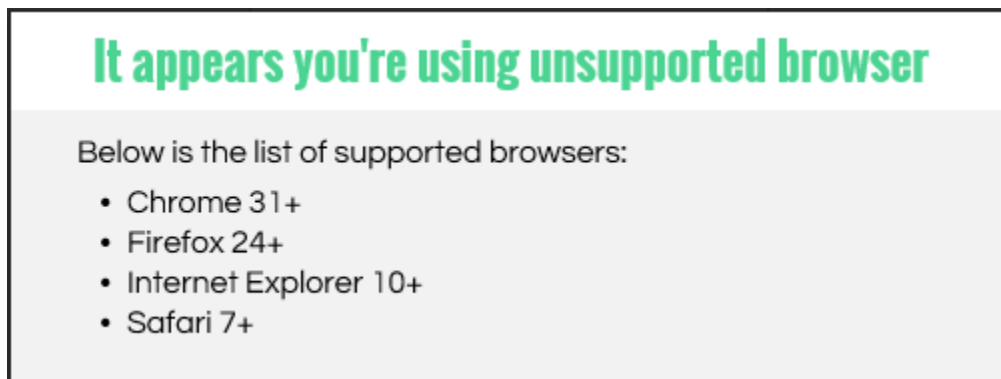 It appears you're using unsupported browser
Below is the list of supported browsers:
• Chrome 31+
• Firefox 24+
• Internet Explorer 10+
• Safari 7+